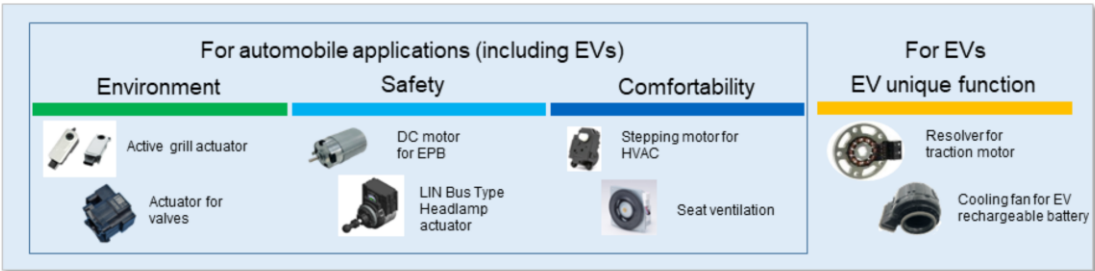 For automobile applications (including EVs)
Environment
Active grill actuator
Actuator for
valves
Safety
DC motor
for EPB
LIN Bus Type
Headlamp
actuator
Comfortability
Stepping motor for
HVAC
Seat ventilation
For EVs
EV unique function
Resolver for
traction motor
Cooling fan for EV
rechargeable battery